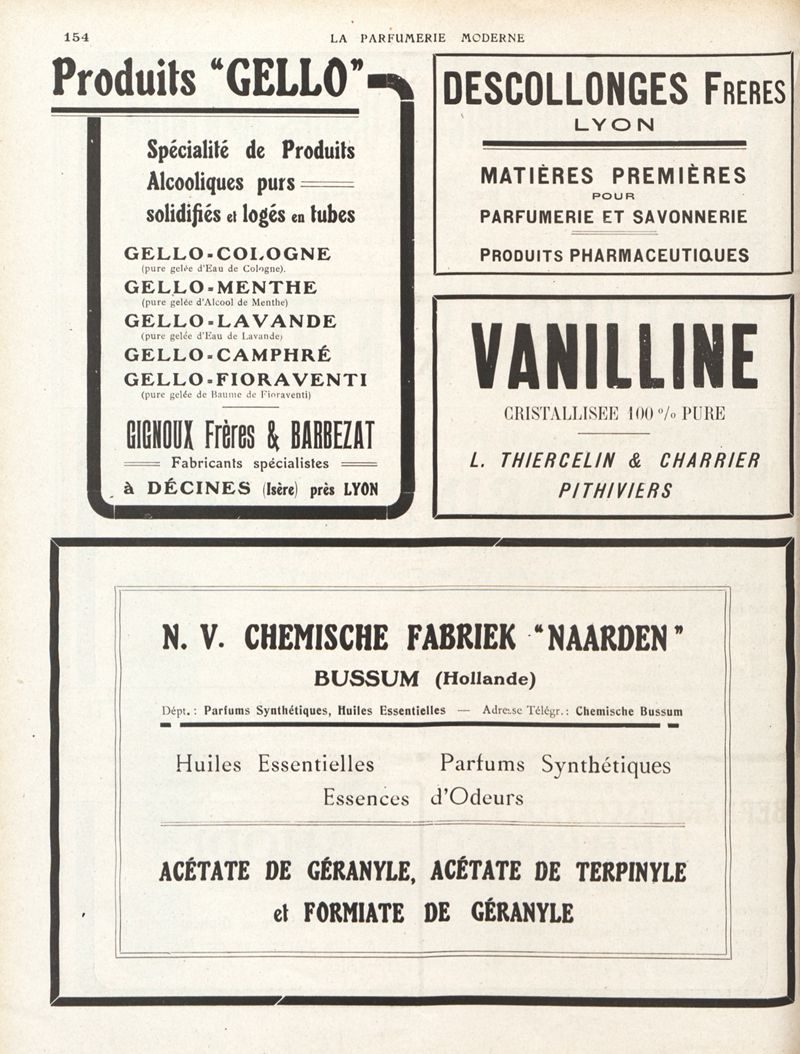 154
LA PARFUMERIE MODERNE
Produits "GELLO"
Spécialité de Produits
Alcooliques purs
solidifiés et logés en tubes
GELLO-COLOGNE
(pure gelée d'Eau de Cologne).
GELLO-MENTHE
(pure gelée d'Alcool de Menthe)
GELLO-LAVANDE
(pure gelée d'Eau de Lavande)
GELLO-CAMPHRÉ
GELLO-FIORAVENTI
(pure gelée de Baume de Fioraventi)
GIGNOUX Frères & BARBEZAT
Fabricants spécialistes
à DÉCINES (Isère) près LYON
DESCOLLONGES FRERES
LYON
MATIÈRES PREMIÈRES
POUR
PARFUMERIE ET SAVONNERIE
PRODUITS PHARMACEUTIQUES
VANILLINE
CRISTALLISEE 100 % PURE
L. THIERCELIN & CHARRIER
PITHIVIERS
N. V. CHEMISCHE FABRIEK "NAARDEN"
BUSSUM (Hollande)
Dépt. : Parfums Synthétiques, Huiles Essentielles — Adresse Télégr. : Chemische Bussum
Huiles Essentielles Parfums Synthétiques
Essences d'Odeurs
ACÉTATE DE GÉRANYLE, ACÉTATE DE TERPINYLE
et FORMIATE DE GÉRANYLE